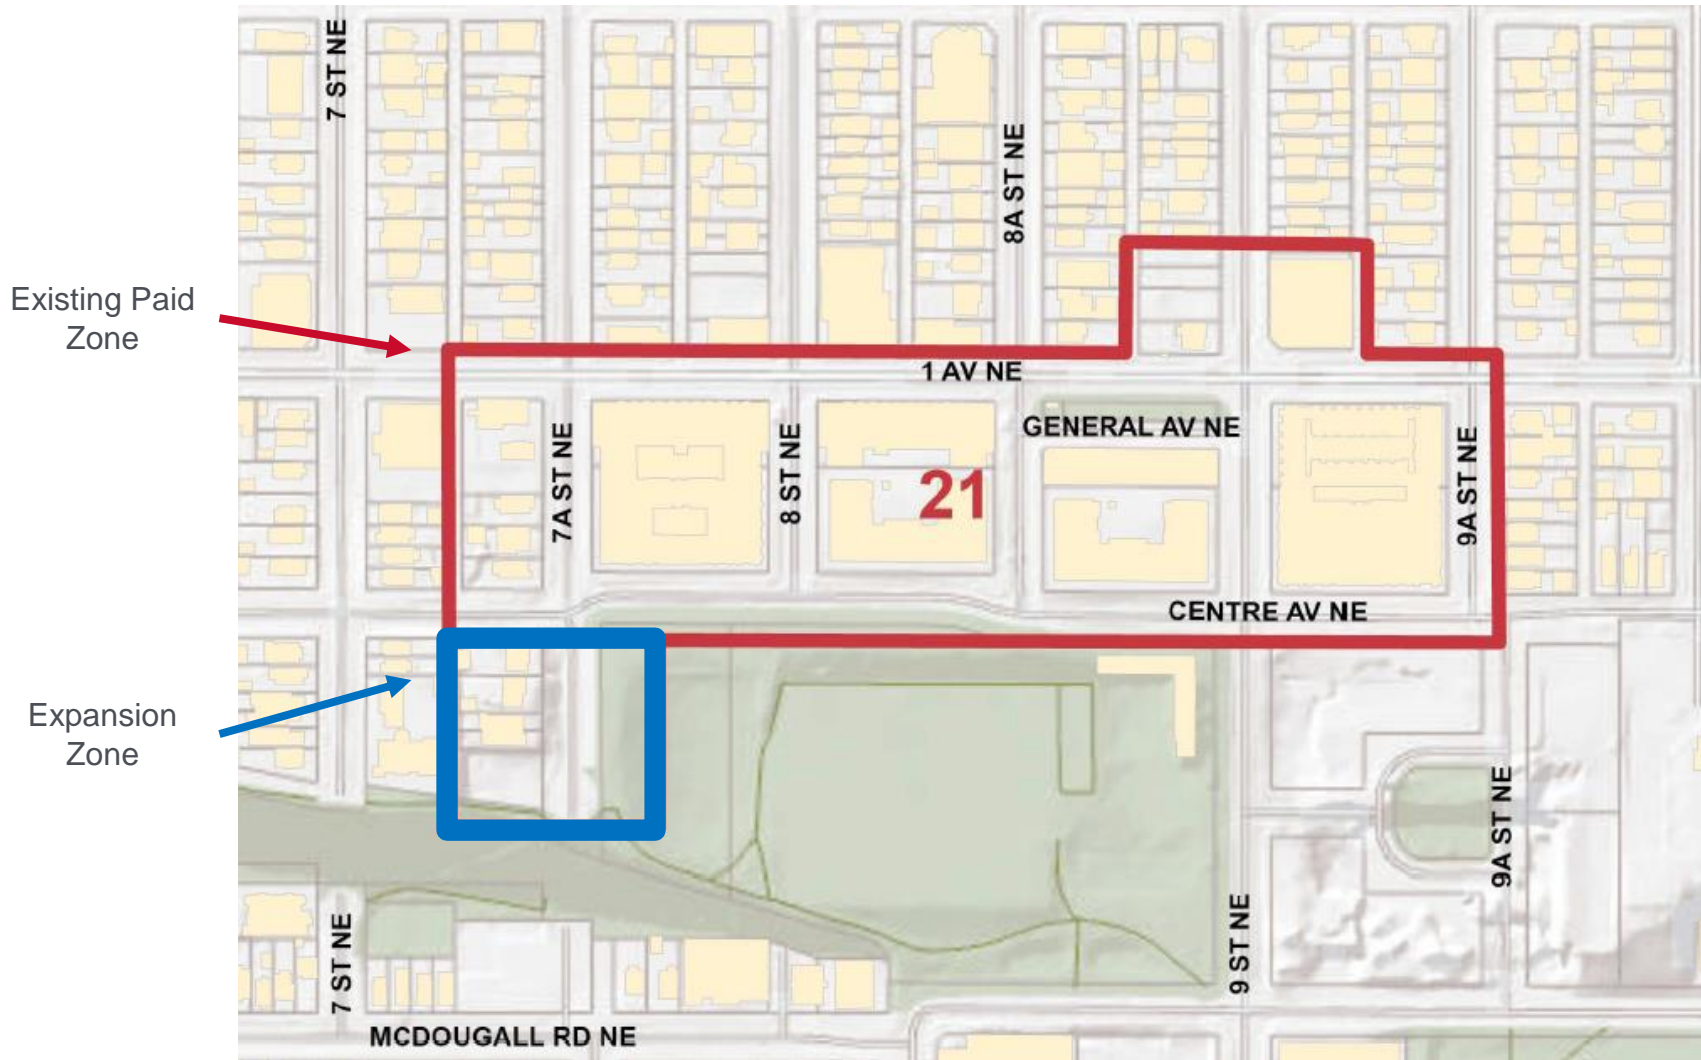 7 ST NE
8A ST NE
Existing Paid
Zone
1 AV NE
GENERAL AV NE
7A ST NE
8 ST NE
21
9A ST NE
CENTRE AV NE
Expansion
Zone
9A ST NE
7 ST NE
9 ST NE
MCDOUGALL RD NE